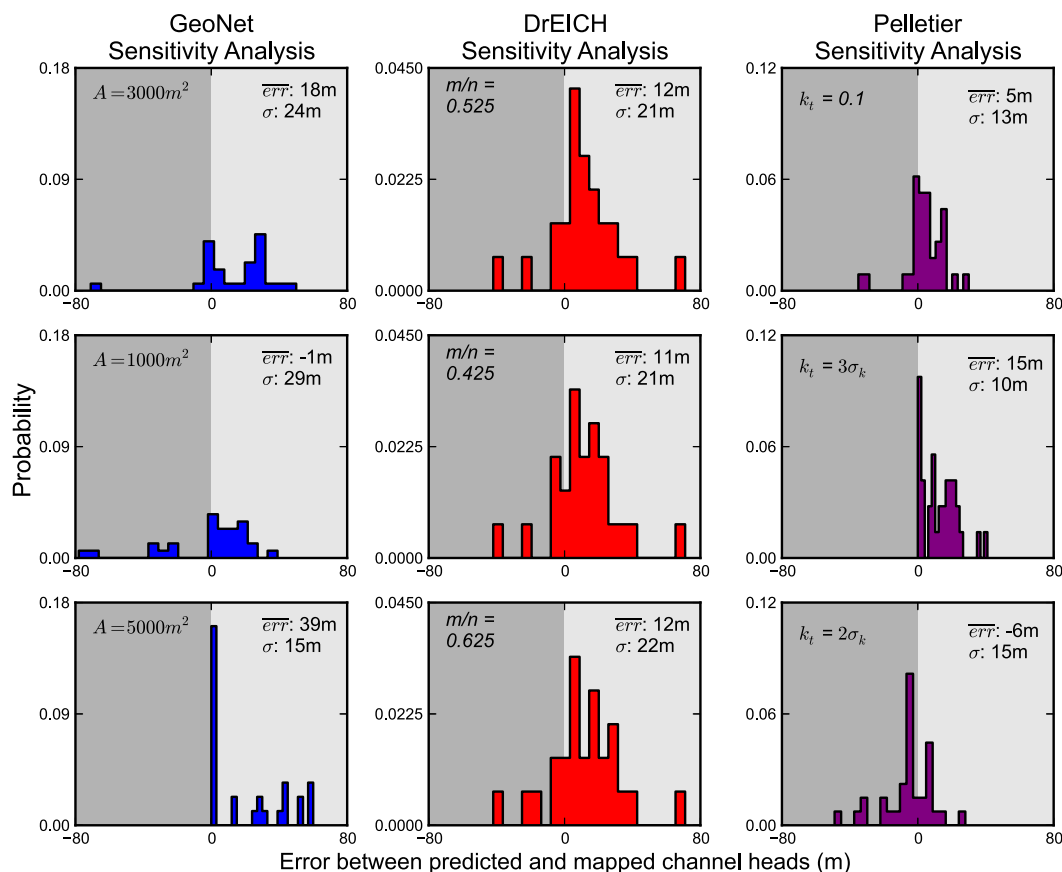 GeoNet
Sensitivity Analysis
DrEICH
Sensitivity Analysis
Pelletier
Sensitivity Analysis
0.18
0.09
0.00
−80
0
80
A = 3000m²
err: 18m
σ: 24m
0.0450
0.0225
0.0000
−80
0
80
m/n =
0.525
err: 12m
σ: 21m
0.12
0.06
0.00
−80
0
80
k_t = 0.1
err: 5m
σ: 13m
Probability
0.18
0.09
0.00
−80
0
80
A = 1000m²
err: -1m
σ: 29m
0.0450
0.0225
0.0000
−80
0
80
m/n =
0.425
err: 11m
σ: 21m
0.12
0.06
0.00
−80
0
80
k_t = 3σ_k
err: 15m
σ: 10m
0.18
0.09
0.00
−80
0
80
A = 5000m²
err: 39m
σ: 15m
0.0450
0.0225
0.0000
−80
0
80
m/n =
0.625
err: 12m
σ: 22m
0.12
0.06
0.00
−80
0
80
k_t = 2σ_k
err: -6m
σ: 15m
Error between predicted and mapped channel heads (m)